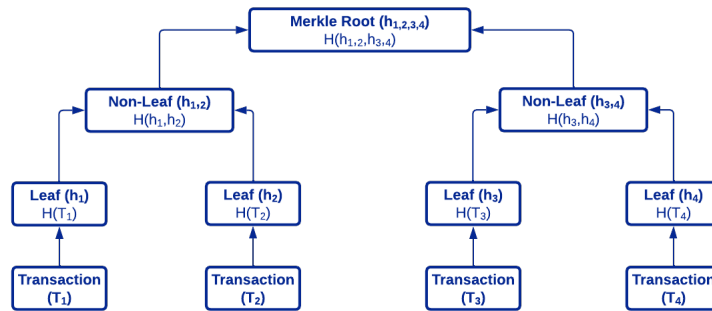 Merkle Root (h1,2,3,4)
H(h1,2,h3,4)
Non-Leaf (h1,2)
H(h1,h2)
Non-Leaf (h3,4)
H(h3,h4)
Leaf (h1)
H(T1)
Leaf (h2)
H(T2)
Leaf (h3)
H(T3)
Leaf (h4)
H(T4)
Transaction
(T1)
Transaction
(T2)
Transaction
(T3)
Transaction
(T4)